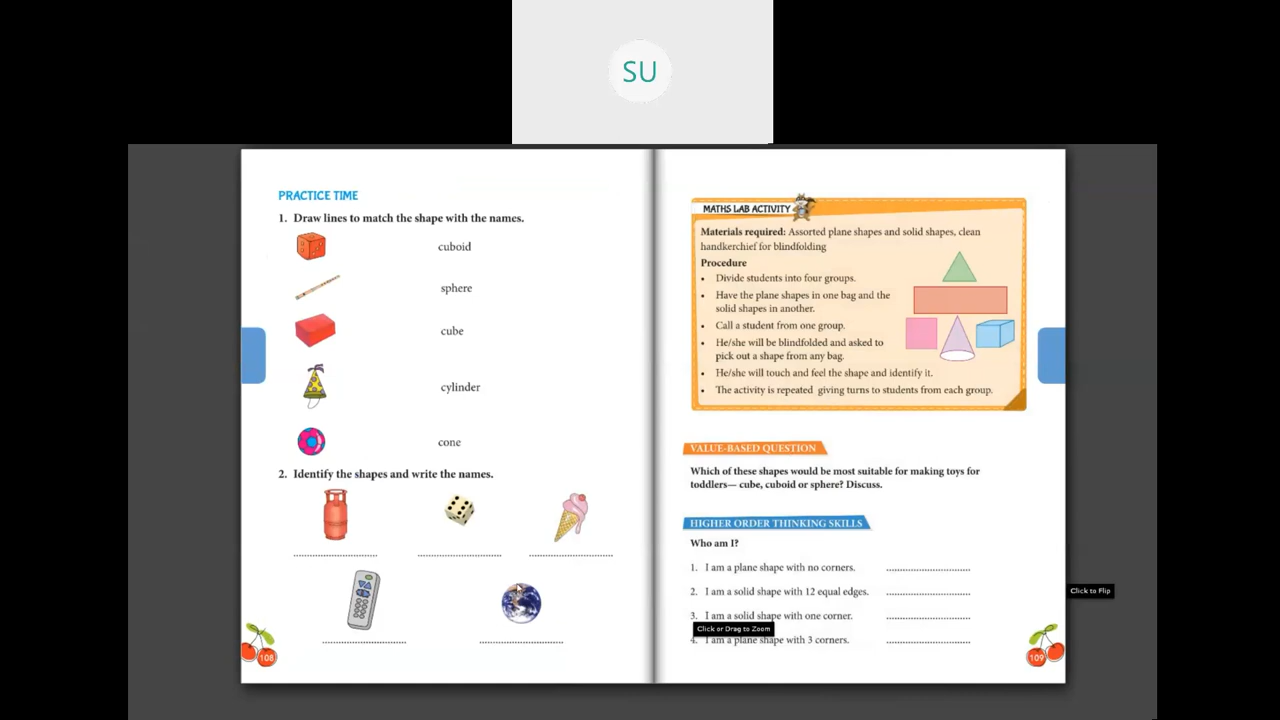 SU
PRACTICE TIME
1. Draw lines to match the shape with the names.
cuboid
sphere
cube
cylinder
cone
2. Identify the shapes and write the names.
................................
................................
................................
................................
................................
108
MATHS LAB ACTIVITY
Materials required: Assorted plane shapes and solid shapes, clean
handkerchief for blindfolding
Procedure
• Divide students into four groups.
• Have the plane shapes in one bag and the
solid shapes in another.
• Call a student from one group.
• He/she will be blindfolded and asked to
pick out a shape from any bag.
• He/she will touch and feel the shape and identify it.
• The activity is repeated giving turns to students from each group.
VALUE-BASED QUESTION
Which of these shapes would be most suitable for making toys for
toddlers— cube, cuboid or sphere? Discuss.
HIGHER ORDER THINKING SKILLS
Who am I?
1. I am a plane shape with no corners. ................................
2. I am a solid shape with 12 equal edges. ................................
3. I am a solid shape with one corner. ................................
Click or Drag to Zoom
4. I am a plane shape with 3 corners. ................................
109
Click to Flip